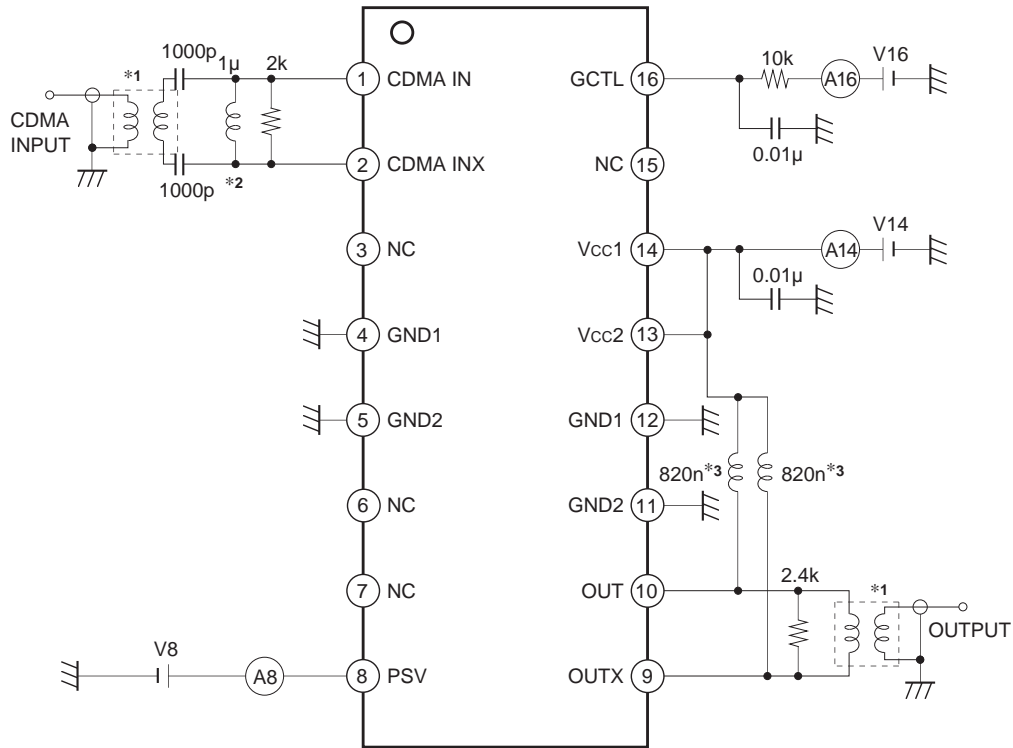 1000p
1µ
2k
*1
CDMA
INPUT
1000p
*2
1 CDMA IN
2 CDMA INX
3 NC
4 GND1
5 GND2
6 NC
7 NC
V8
A8
8 PSV
GCTL 16
10k
A16
V16
0.01µ
NC 15
VCC1 14
A14
V14
0.01µ
VCC2 13
GND1 12
820n*3
820n*3
GND2 11
OUT 10
2.4k
*1
OUTPUT
OUTX 9